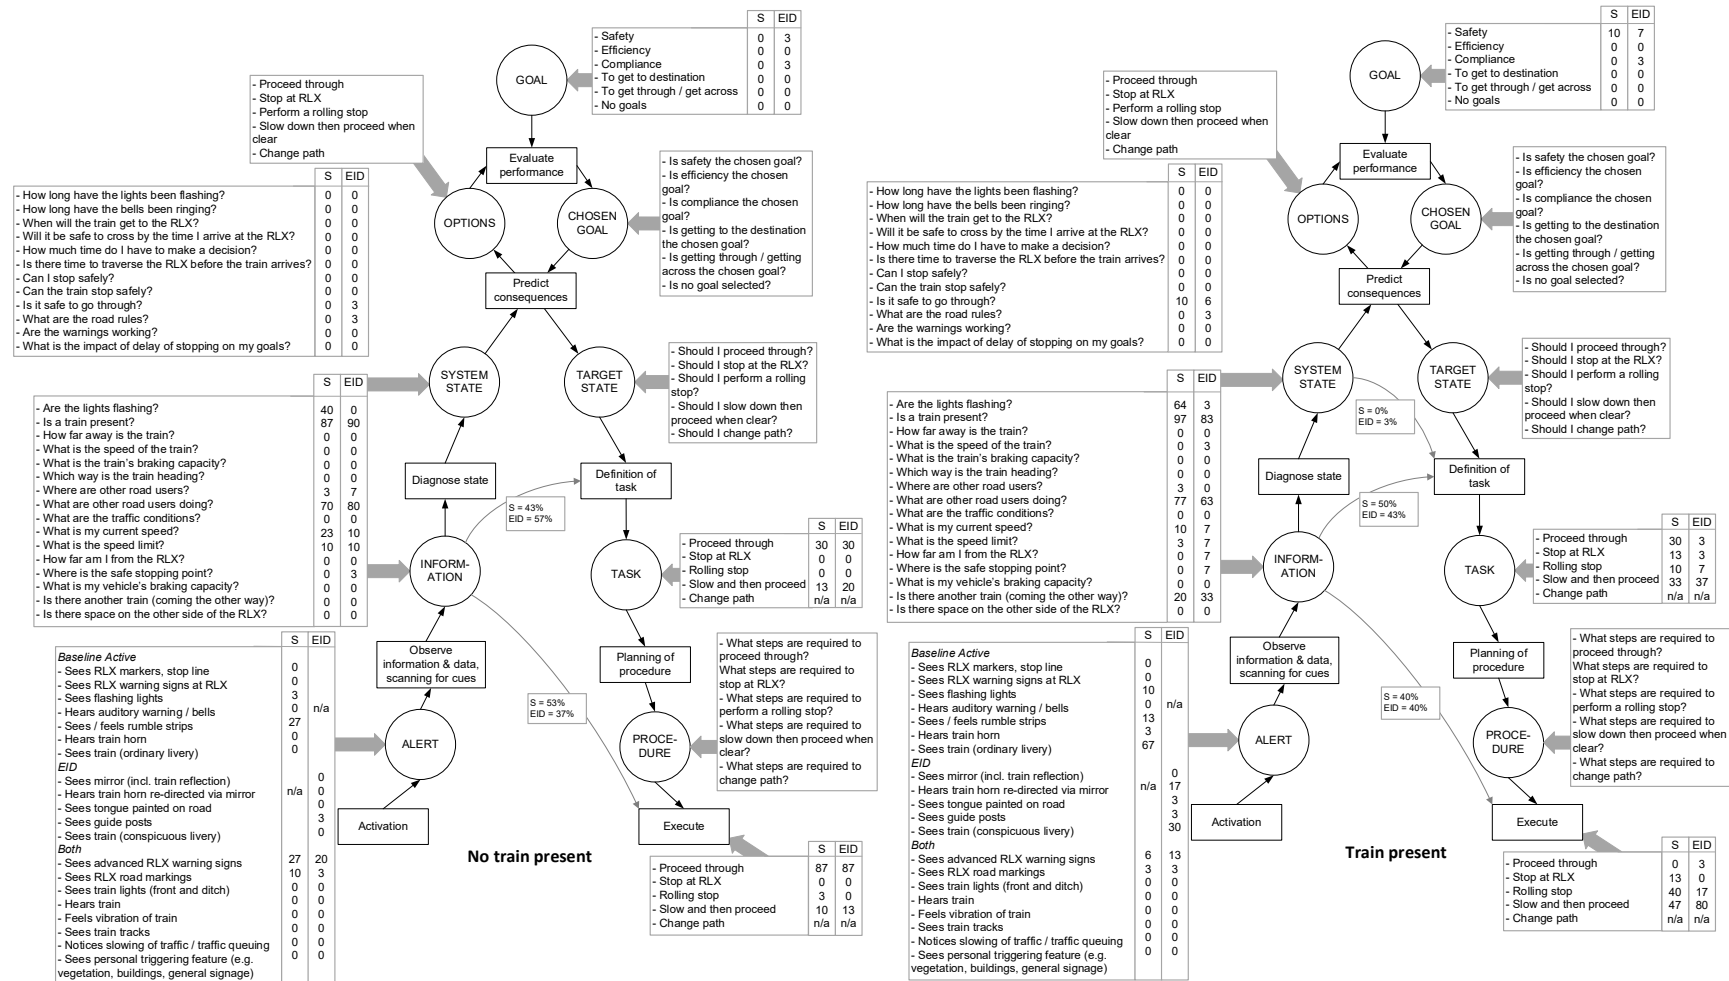 S EID
- Safety 0 3
- Efficiency 0 0
- Compliance 0 3
- To get to destination 0 0
- To get through / get across 0 0
- No goals 0 0
GOAL
- Proceed through
- Stop at RLX
- Perform a rolling stop
- Slow down then proceed when
clear
- Change path
Evaluate
performance
OPTIONS
CHOSEN
GOAL
- Is safety the chosen goal?
- Is efficiency the chosen
goal?
- Is compliance the chosen
goal?
- Is getting to the destination
the chosen goal?
- Is getting through / getting
across the chosen goal?
- Is no goal selected?
S EID
- How long have the lights been flashing? 0 0
- How long have the bells been ringing? 0 0
- When will the train get to the RLX? 0 0
- Will it be safe to cross by the time I arrive at the RLX? 0 0
- How much time do I have to make a decision? 0 0
- Is there time to traverse the RLX before the train arrives? 0 0
- Can I stop safely? 0 0
- Can the train stop safely? 0 0
- Is it safe to go through? 0 3
- What are the road rules? 0 3
- Are the warnings working? 0 0
- What is the impact of delay of stopping on my goals? 0 0
Predict
consequences
SYSTEM
STATE
TARGET
STATE
- Should I proceed through?
- Should I stop at the RLX?
- Should I perform a rolling
stop?
- Should I slow down then
proceed when clear?
- Should I change path?
S EID
- Are the lights flashing? 40 0
- Is a train present? 87 90
- How far away is the train? 0 0
- What is the speed of the train? 0 0
- What is the train's braking capacity? 0 0
- Which way is the train heading? 0 0
- Where are other road users? 3 7
- What are other road users doing? 70 80
- What are the traffic conditions? 0 0
- What is my current speed? 23 10
- What is the speed limit? 10 10
- How far am I from the RLX? 0 0
- Where is the safe stopping point? 0 3
- What is my vehicle's braking capacity? 0 0
- Is there another train (coming the other way)? 0 0
- Is there space on the other side of the RLX? 0 0
Diagnose state
Definition of
task
S = 43%
EID = 57%
INFORM-
ATION
TASK
S EID
- Proceed through 30 30
- Stop at RLX 0 0
- Rolling stop 0 0
- Slow and then proceed 13 20
- Change path n/a n/a
S EID
Baseline Active
- Sees RLX markers, stop line 0
- Sees RLX warning signs at RLX 0
- Sees flashing lights 3
- Hears auditory warning / bells 0 n/a
- Sees / feels rumble strips 27
- Hears train horn 0
- Sees train (ordinary livery) 0
EID
- Sees mirror (incl. train reflection) 0
- Hears train horn re-directed via mirror n/a 0
- Sees tongue painted on road 0
- Sees guide posts 3
- Sees train (conspicuous livery) 0
Both
- Sees advanced RLX warning signs 27 20
- Sees RLX road markings 10 3
- Sees train lights (front and ditch) 0 0
- Hears train 0 0
- Feels vibration of train 0 0
- Sees train tracks 0 0
- Notices slowing of traffic / traffic queuing 0 0
- Sees personal triggering feature (e.g. 0 0
vegetation, buildings, general signage)
Observe
information & data,
scanning for cues
Planning of
procedure
- What steps are required to
proceed through?
What steps are required to
stop at RLX?
- What steps are required to
perform a rolling stop?
- What steps are required to
slow down then proceed when
clear?
- What steps are required to
change path?
S = 53%
EID = 37%
ALERT
PROCE-
DURE
Activation
Execute
No train present
S EID
- Proceed through 87 87
- Stop at RLX 0 0
- Rolling stop 3 0
- Slow and then proceed 10 13
- Change path n/a n/a
S EID
- Safety 10 7
- Efficiency 0 0
- Compliance 0 3
- To get to destination 0 0
- To get through / get across 0 0
- No goals 0 0
GOAL
- Proceed through
- Stop at RLX
- Perform a rolling stop
- Slow down then proceed when
clear
- Change path
Evaluate
performance
OPTIONS
CHOSEN
GOAL
- Is safety the chosen goal?
- Is efficiency the chosen
goal?
- Is compliance the chosen
goal?
- Is getting to the destination
the chosen goal?
- Is getting through / getting
across the chosen goal?
- Is no goal selected?
S EID
- How long have the lights been flashing? 0 0
- How long have the bells been ringing? 0 0
- When will the train get to the RLX? 0 0
- Will it be safe to cross by the time I arrive at the RLX? 0 0
- How much time do I have to make a decision? 0 0
- Is there time to traverse the RLX before the train arrives? 0 0
- Can I stop safely? 0 0
- Can the train stop safely? 0 0
- Is it safe to go through? 10 6
- What are the road rules? 0 3
- Are the warnings working? 0 0
- What is the impact of delay of stopping on my goals? 0 0
Predict
consequences
SYSTEM
STATE
TARGET
STATE
- Should I proceed through?
- Should I stop at the RLX?
- Should I perform a rolling
stop?
- Should I slow down then
proceed when clear?
- Should I change path?
S = 0%
EID = 3%
S EID
- Are the lights flashing? 64 3
- Is a train present? 97 83
- How far away is the train? 0 0
- What is the speed of the train? 0 3
- What is the train's braking capacity? 0 0
- Which way is the train heading? 0 0
- Where are other road users? 3 0
- What are other road users doing? 77 63
- What are the traffic conditions? 0 0
- What is my current speed? 10 7
- What is the speed limit? 3 7
- How far am I from the RLX? 0 7
- Where is the safe stopping point? 0 7
- What is my vehicle's braking capacity? 0 0
- Is there another train (coming the other way)? 20 33
- Is there space on the other side of the RLX? 0 0
Diagnose state
Definition of
task
S = 50%
EID = 43%
INFORM-
ATION
TASK
S EID
- Proceed through 30 3
- Stop at RLX 13 3
- Rolling stop 10 7
- Slow and then proceed 33 37
- Change path n/a n/a
S EID
Baseline Active
- Sees RLX markers, stop line 0
- Sees RLX warning signs at RLX 0
- Sees flashing lights 10
- Hears auditory warning / bells 0 n/a
- Sees / feels rumble strips 13
- Hears train horn 3
- Sees train (ordinary livery) 67
EID
- Sees mirror (incl. train reflection) 0
- Hears train horn re-directed via mirror n/a 17
- Sees tongue painted on road 3
- Sees guide posts 3
- Sees train (conspicuous livery) 30
Both
- Sees advanced RLX warning signs 6 13
- Sees RLX road markings 3 3
- Sees train lights (front and ditch) 0 0
- Hears train 0 0
- Feels vibration of train 0 0
- Sees train tracks 0 0
- Notices slowing of traffic / traffic queuing 0 0
- Sees personal triggering feature (e.g. 0 0
vegetation, buildings, general signage)
Observe
information & data,
scanning for cues
Planning of
procedure
- What steps are required to
proceed through?
What steps are required to
stop at RLX?
- What steps are required to
perform a rolling stop?
- What steps are required to
slow down then proceed when
clear?
- What steps are required to
change path?
S = 40%
EID = 40%
ALERT
PROCE-
DURE
Activation
Execute
Train present
S EID
- Proceed through 0 3
- Stop at RLX 13 0
- Rolling stop 40 17
- Slow and then proceed 47 80
- Change path n/a n/a